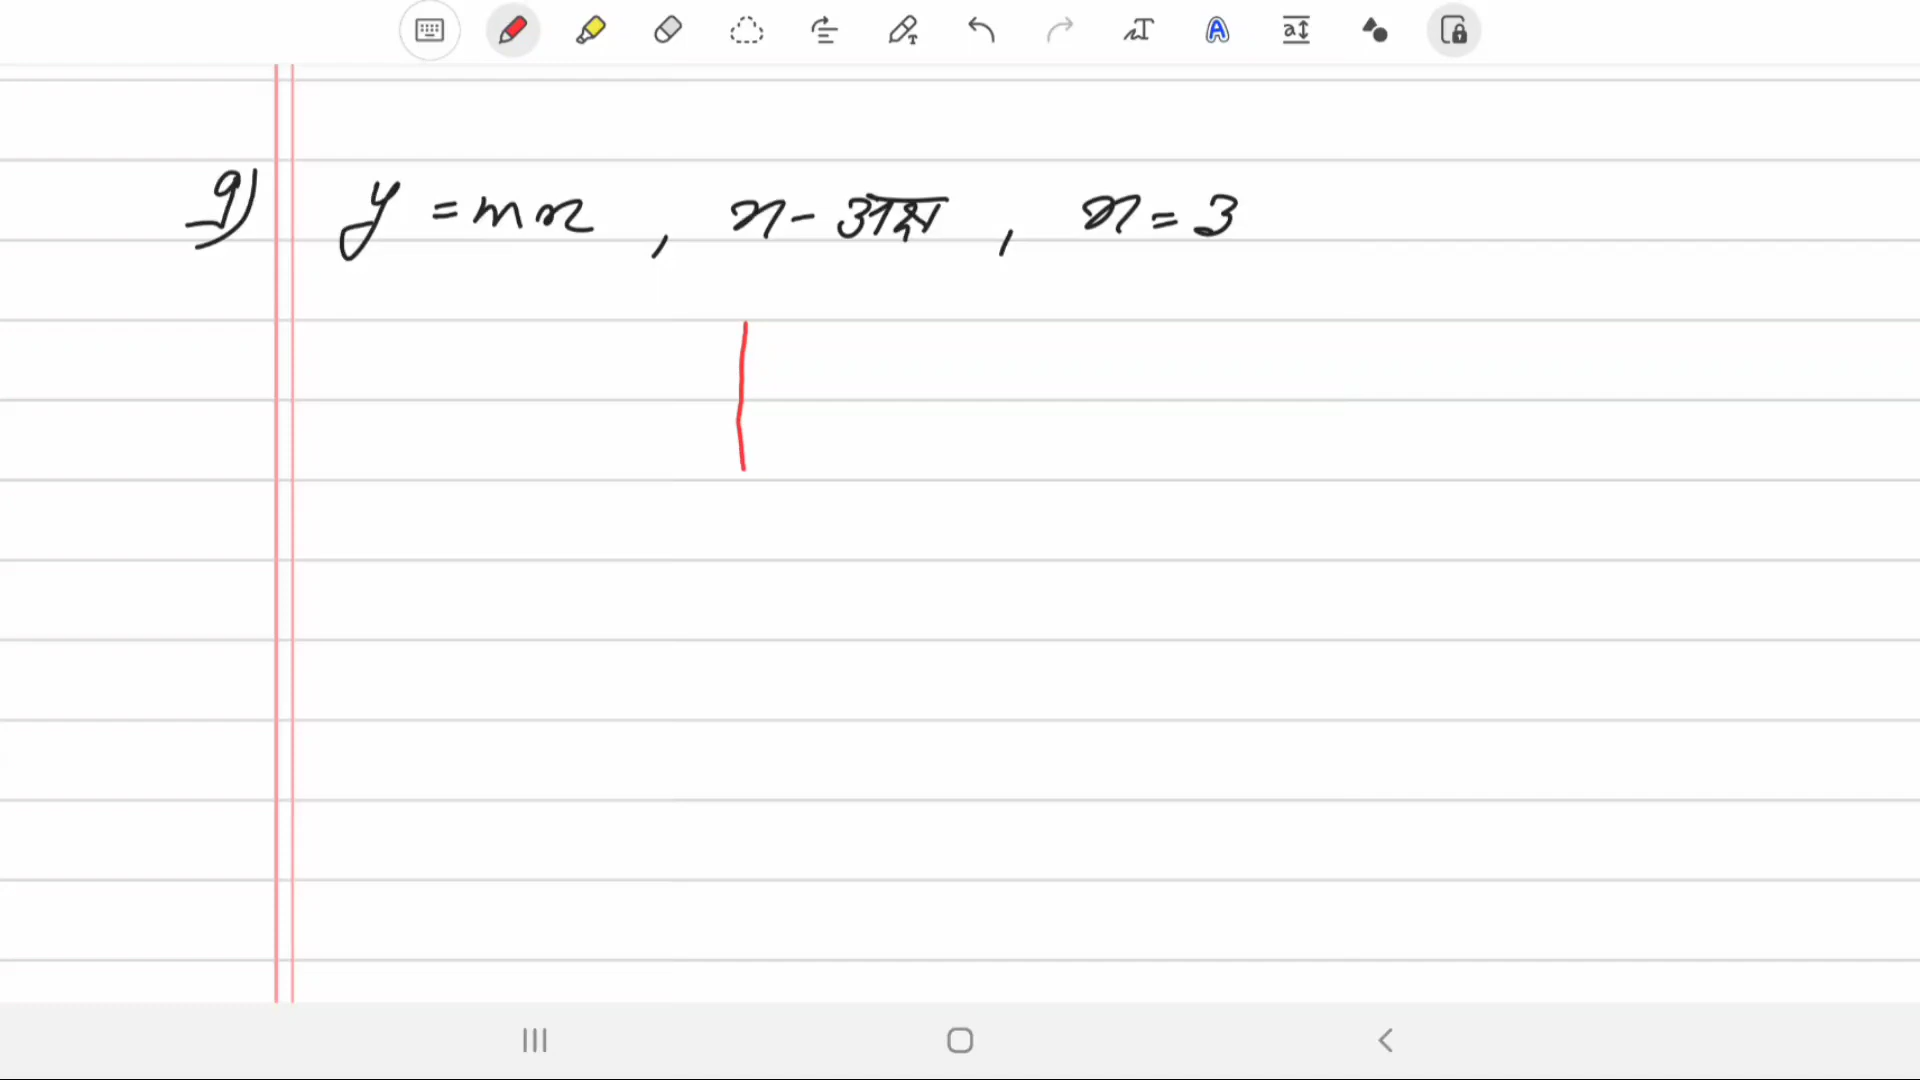 9) y = mx , x - अक्ष , x = 3